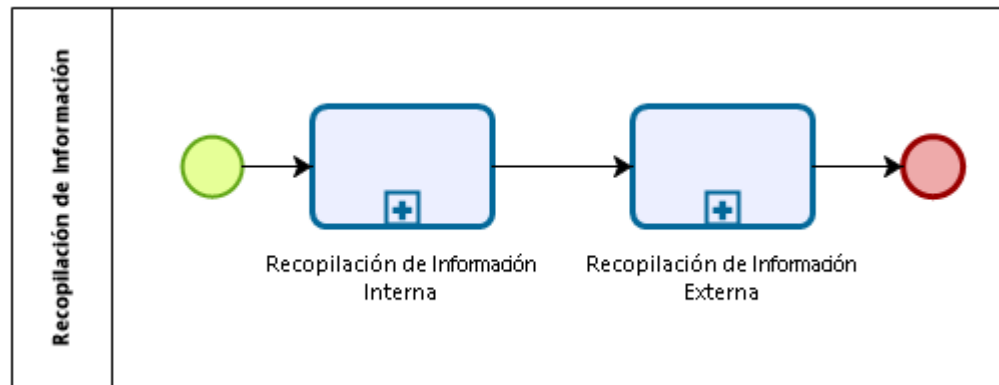 Recopilación de Información
Recopilación de Información
Interna
Recopilación de Información
Externa